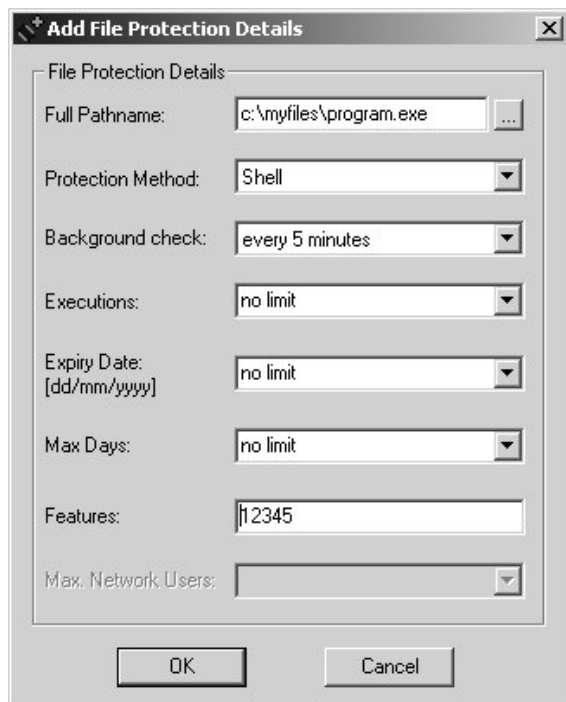 Add File Protection Details
File Protection Details
Full Pathname: c:\myfiles\program.exe ...
Protection Method: Shell
Background check: every 5 minutes
Executions: no limit
Expiry Date:
[dd/mm/yyyy] no limit
Max Days: no limit
Features: 12345
Max. Network Users:
OK Cancel